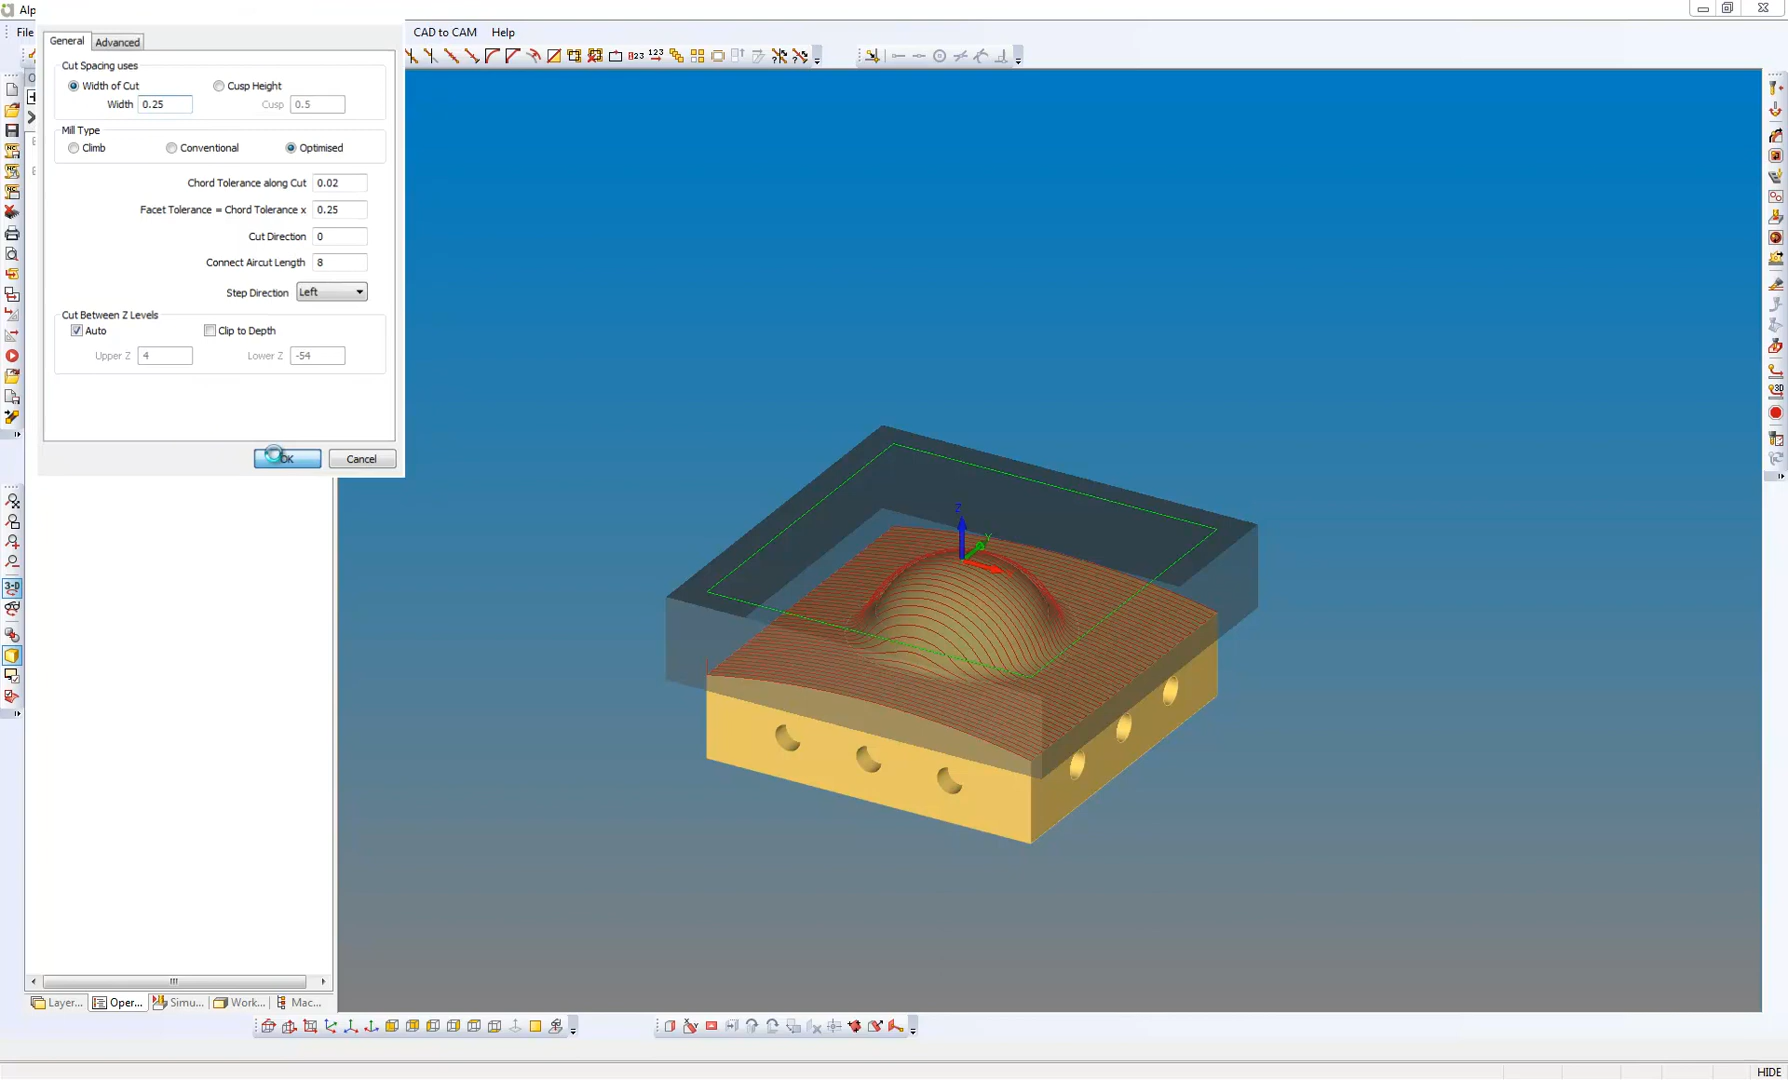 Alp
File
CAD to CAM Help
General Advanced
Cut Spacing uses
Width of Cut Cusp Height
Width 0.25 Cusp 0.5
Mill Type
Climb Conventional Optimised
Chord Tolerance along Cut 0.02
Facet Tolerance = Chord Tolerance x 0.25
Cut Direction 0
Connect Aircut Length 8
Step Direction Left
Cut Between Z Levels
Auto Clip to Depth
Upper Z 4 Lower Z -54
OK Cancel
Z
Y
3-D
Layer... Oper... Simu... Work... Mac...
HIDE